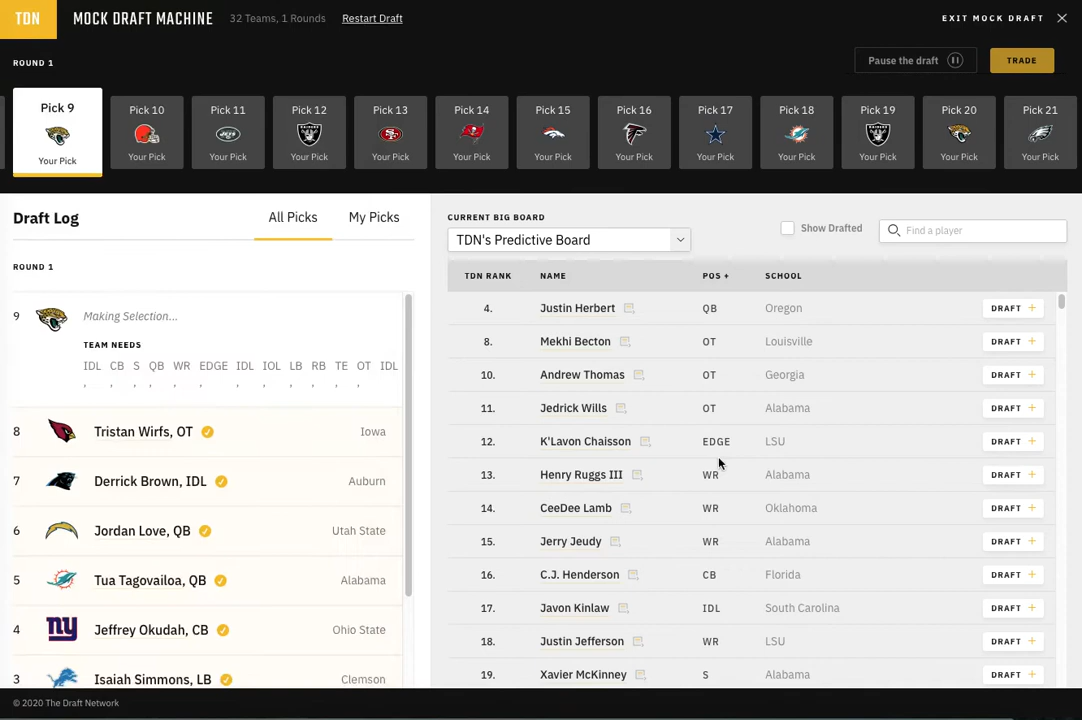 TDN MOCK DRAFT MACHINE 32 Teams, 1 Rounds Restart Draft EXIT MOCK DRAFT
ROUND 1 Pause the draft TRADE
Pick 9 Pick 10 Pick 11 Pick 12 Pick 13 Pick 14 Pick 15 Pick 16 Pick 17 Pick 18 Pick 19 Pick 20 Pick 21
JETS RAIDERS SF RAIDERS
Your Pick Your Pick Your Pick Your Pick Your Pick Your Pick Your Pick Your Pick Your Pick Your Pick Your Pick Your Pick Your Pick
Draft Log All Picks My Picks
ROUND 1
9 Making Selection...
TEAM NEEDS
IDL CB S QB WR EDGE IDL IOL LB RB TE OT IDL
, , , , , , , , , , , ,
8 Tristan Wirfs, OT Iowa
7 Derrick Brown, IDL Auburn
6 Jordan Love, QB Utah State
5 Tua Tagovailoa, QB Alabama
4 ny Jeffrey Okudah, CB Ohio State
3 Isaiah Simmons, LB Clemson
CURRENT BIG BOARD
TDN's Predictive Board Show Drafted Find a player
TDN RANK NAME POS + SCHOOL
4. Justin Herbert QB Oregon DRAFT +
8. Mekhi Becton OT Louisville DRAFT +
10. Andrew Thomas OT Georgia DRAFT +
11. Jedrick Wills OT Alabama DRAFT +
12. K'Lavon Chaisson EDGE LSU DRAFT +
13. Henry Ruggs III WR Alabama DRAFT +
14. CeeDee Lamb WR Oklahoma DRAFT +
15. Jerry Jeudy WR Alabama DRAFT +
16. C.J. Henderson CB Florida DRAFT +
17. Javon Kinlaw IDL South Carolina DRAFT +
18. Justin Jefferson WR LSU DRAFT +
19. Xavier McKinney S Alabama DRAFT +
© 2020 The Draft Network